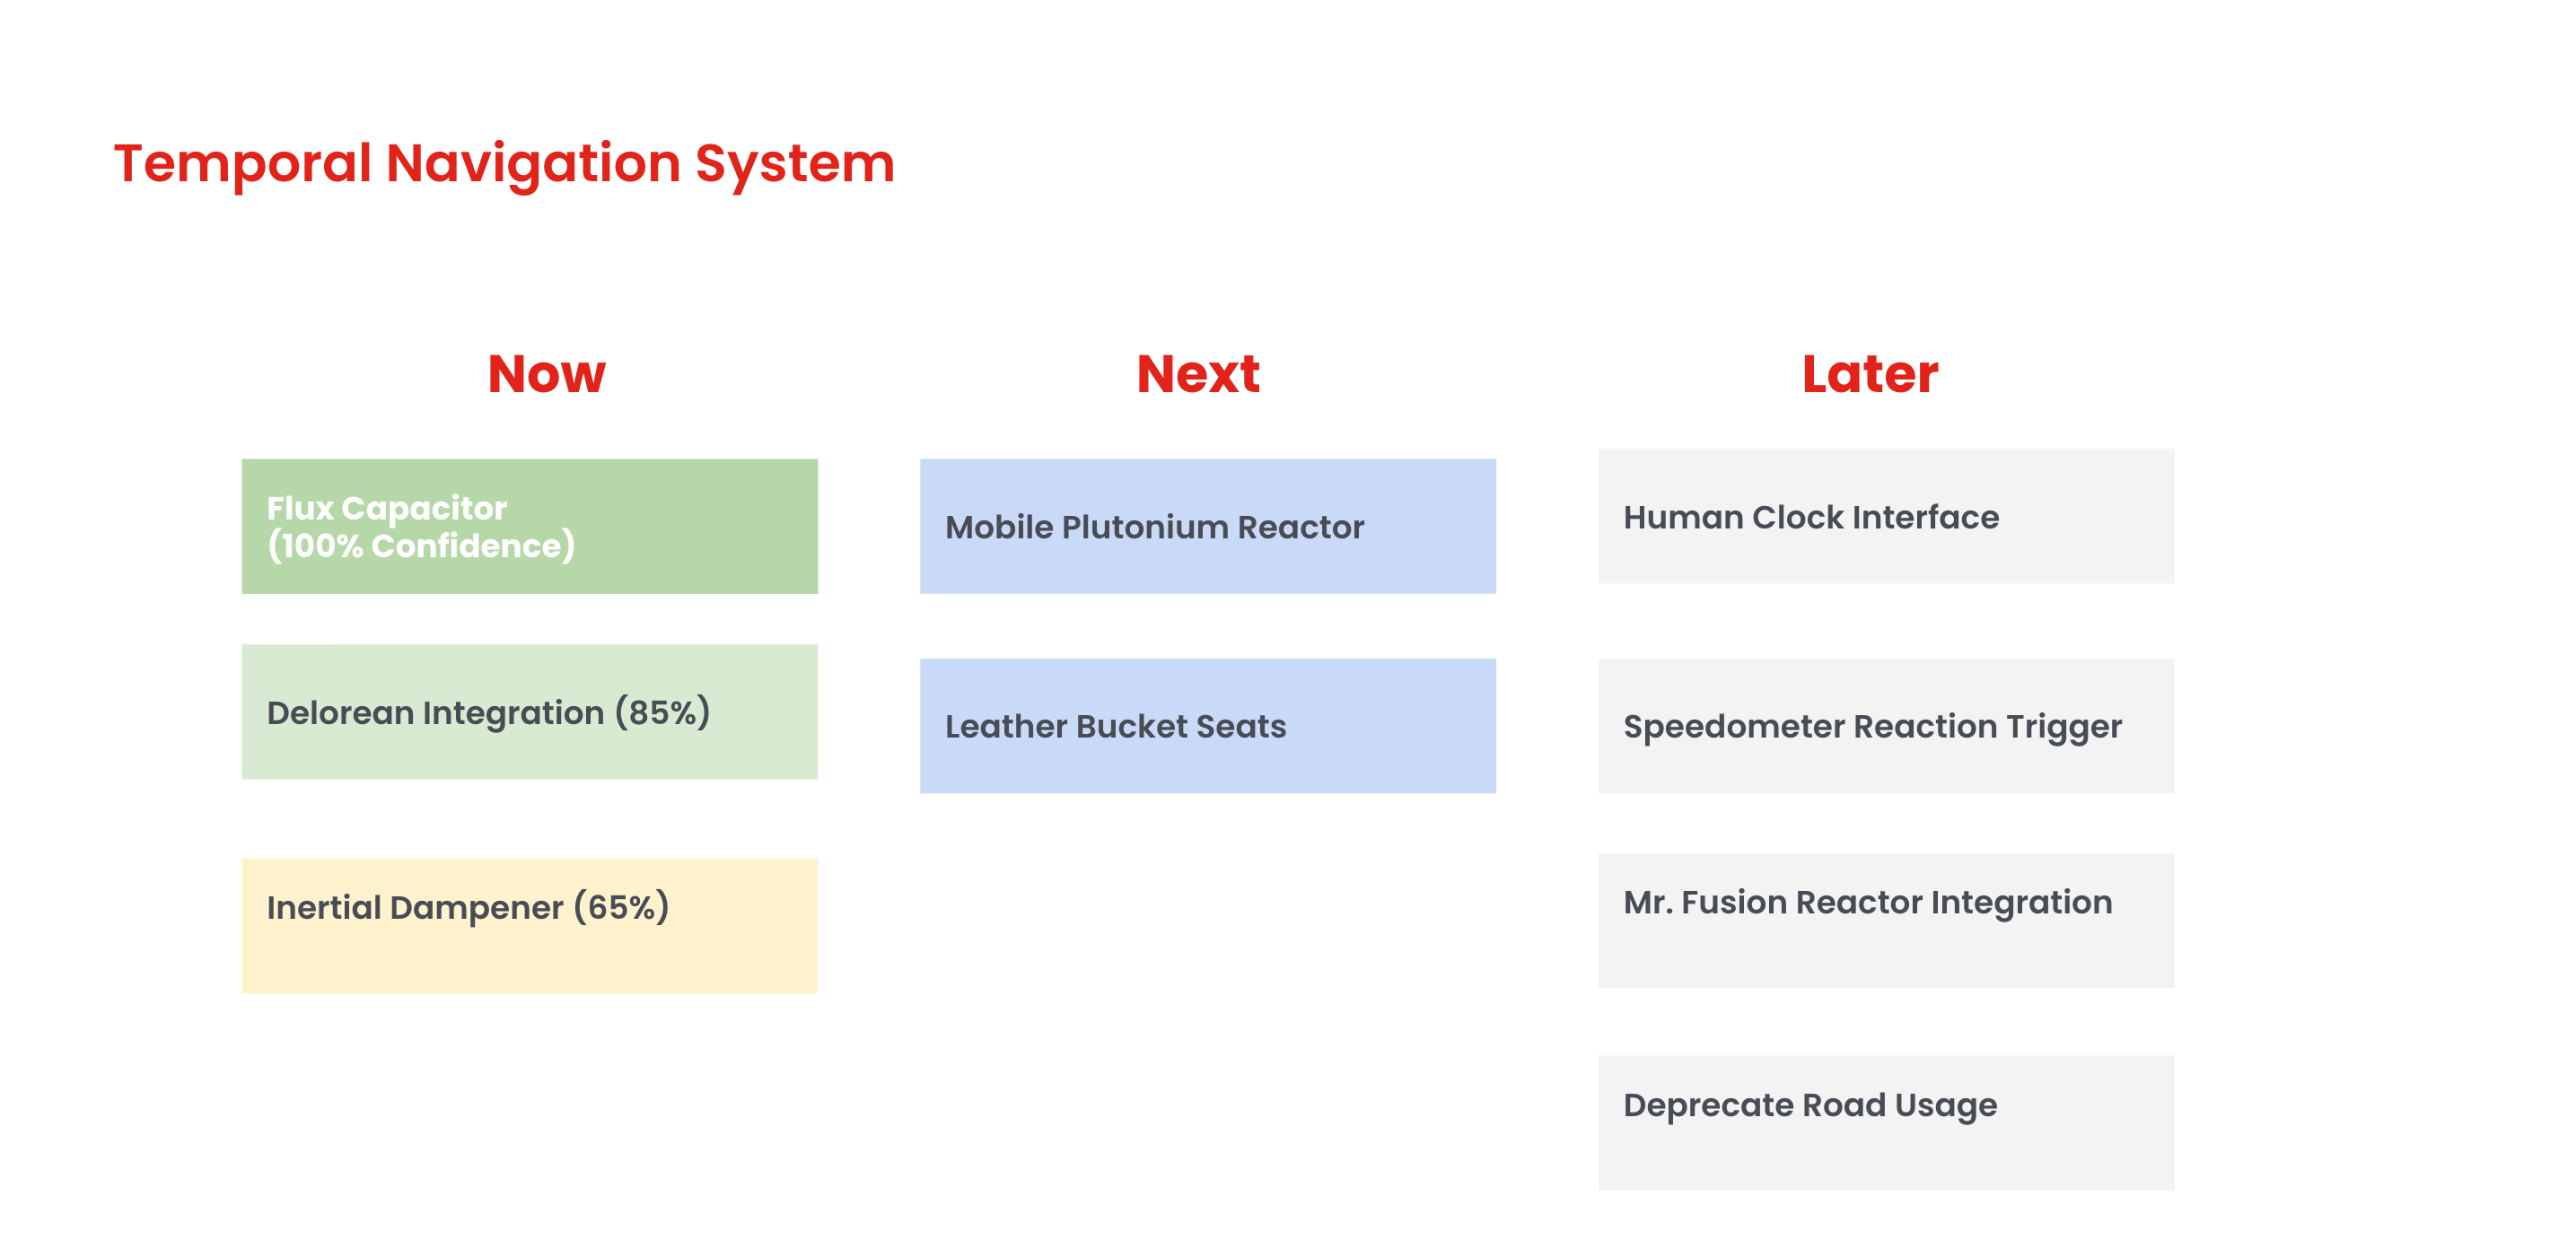 Temporal Navigation System
Now
Flux Capacitor
(100% Confidence)
Delorean Integration (85%)
Inertial Dampener (65%)
Next
Mobile Plutonium Reactor
Leather Bucket Seats
Later
Human Clock Interface
Speedometer Reaction Trigger
Mr. Fusion Reactor Integration
Deprecate Road Usage